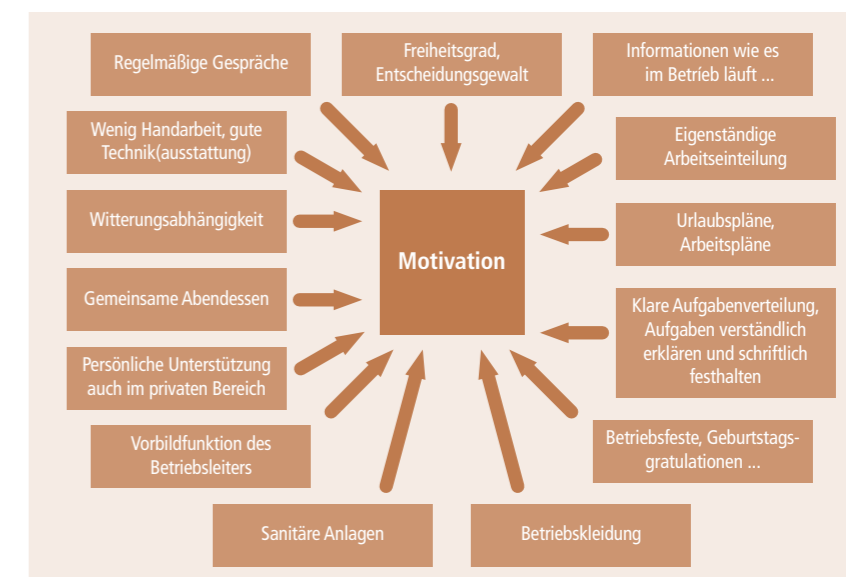 Regelmäßige Gespräche
Freiheitsgrad,
Entscheidungsgewalt
Informationen wie es
im Betrieb läuft ...
Wenig Handarbeit, gute
Technik(ausstattung)
Eigenständige
Arbeitseinteilung
Witterungsabhängigkeit
Urlaubspläne,
Arbeitspläne
Motivation
Gemeinsame Abendessen
Klare Aufgabenverteilung,
Aufgaben verständlich
erklären und schriftlich
festhalten
Persönliche Unterstützung
auch im privaten Bereich
Vorbildfunktion des
Betriebsleiters
Betriebsfeste, Geburtstags-
gratulationen ...
Sanitäre Anlagen
Betriebskleidung